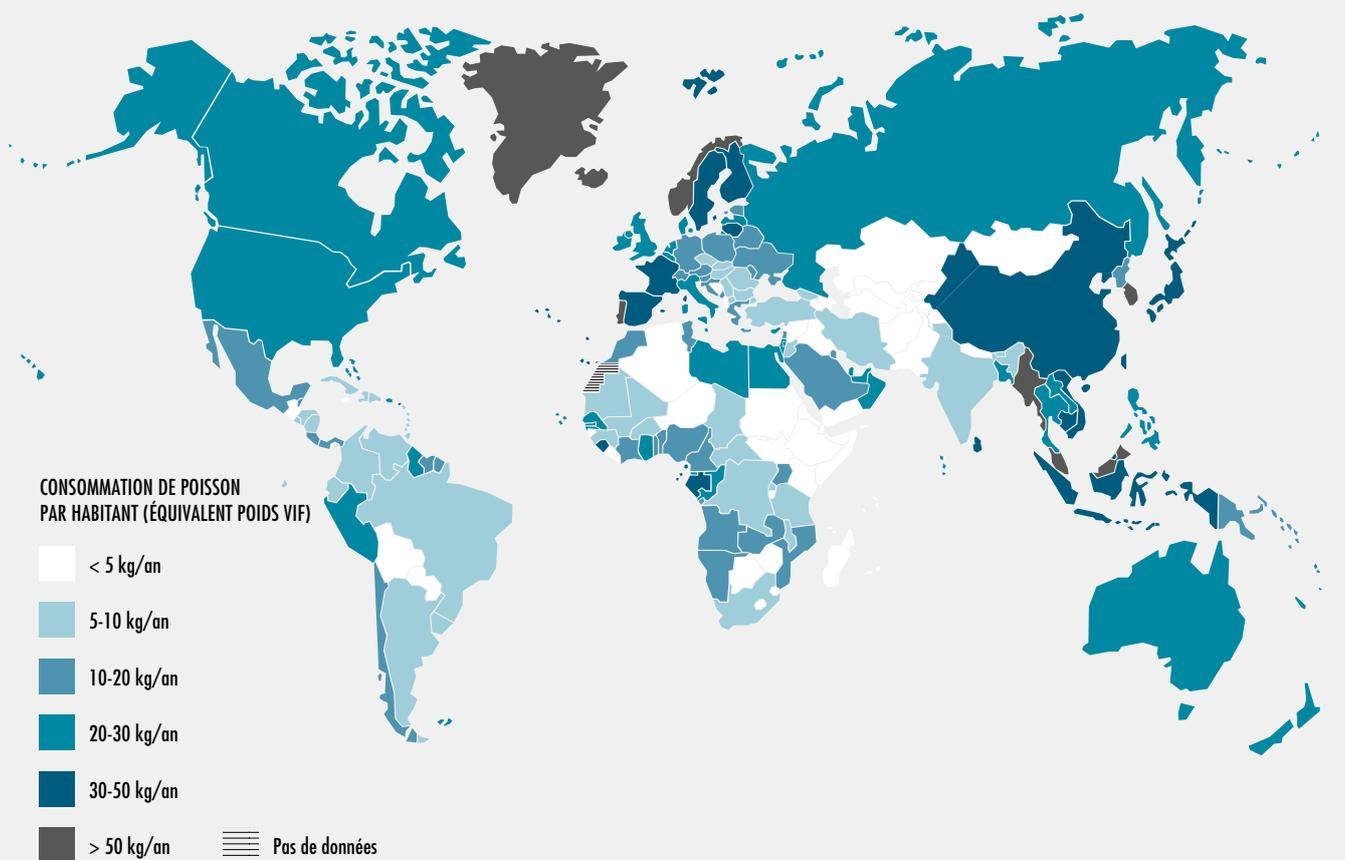 CONSOMMATION DE POISSON
PAR HABITANT (ÉQUIVALENT POIDS VIF)
< 5 kg/an
5-10 kg/an
10-20 kg/an
20-30 kg/an
30-50 kg/an
> 50 kg/an
Pas de données